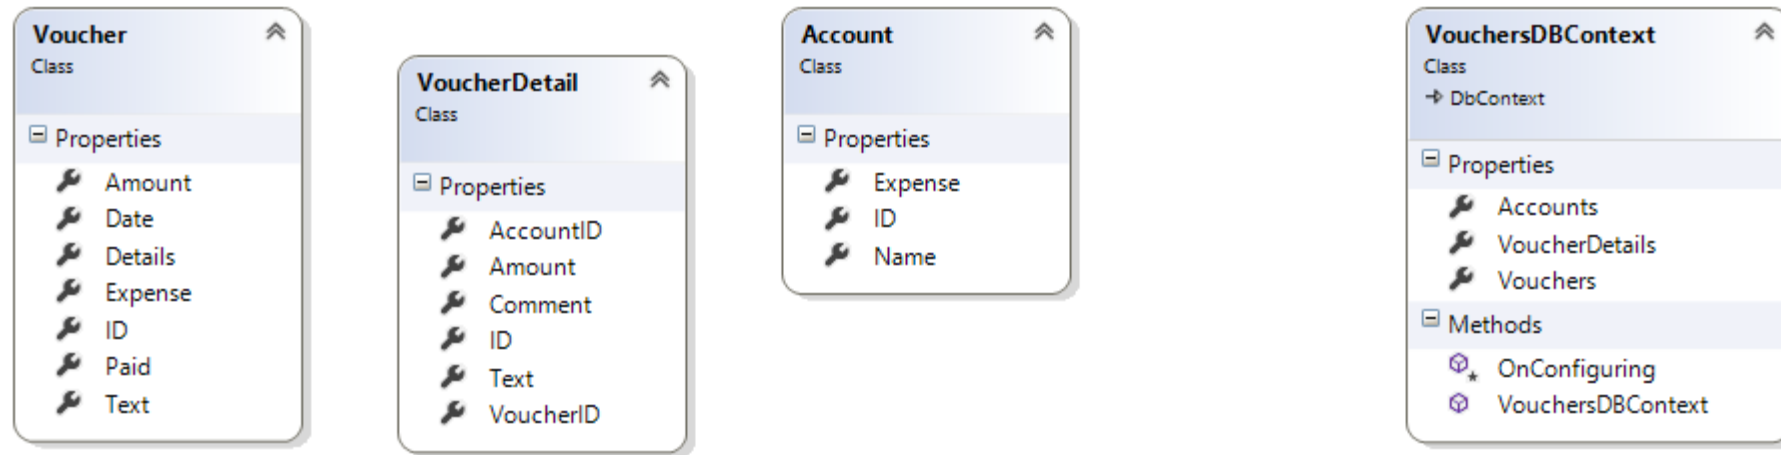 Voucher
Class
Properties
Amount
Date
Details
Expense
ID
Paid
Text
VoucherDetail
Class
Properties
AccountID
Amount
Comment
ID
Text
VoucherID
Account
Class
Properties
Expense
ID
Name
VouchersDBContext
Class
DbContext
Properties
Accounts
VoucherDetails
Vouchers
Methods
OnConfiguring
VouchersDBContext